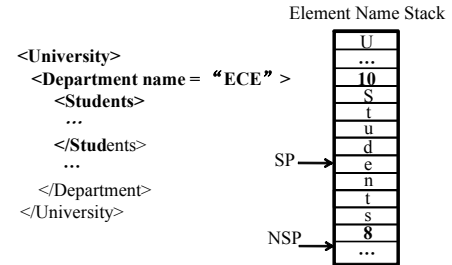 Element Name Stack
<University>
<Department name = “ECE” >
<Students>
…
</Students>
…
</Department>
</University>
U
…
10
S
t
u
d
e
n
t
s
8
…
SP
NSP